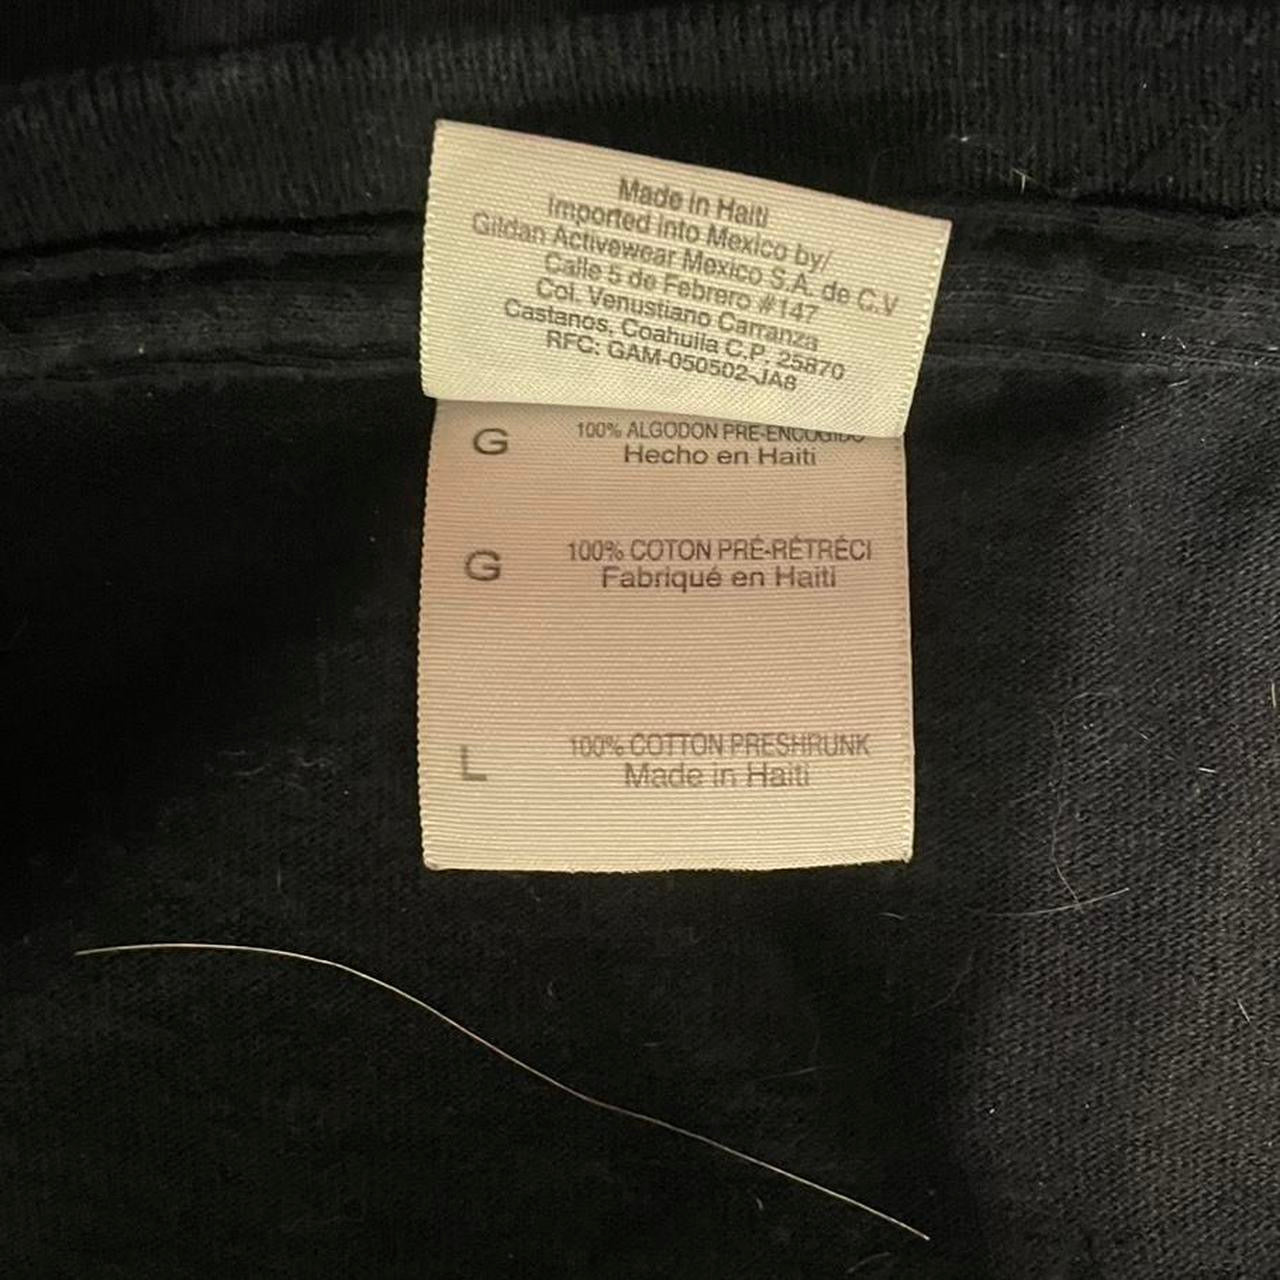 Made in Haiti
Imported into Mexico by/
Gildan Activewear Mexico S.A. de C.V
Calle 5 de Febrero #147
Col. Venustiano Carranza
Castanos, Coahuila C.P. 25870
RFC: GAM-050502-JA8
G 100% ALGODON PRE-ENCOGIDO
Hecho en Haiti
G 100% COTON PRÉ-RÉTRÉCI
Fabriqué en Haiti
L 100% COTTON PRESHRUNK
Made in Haiti